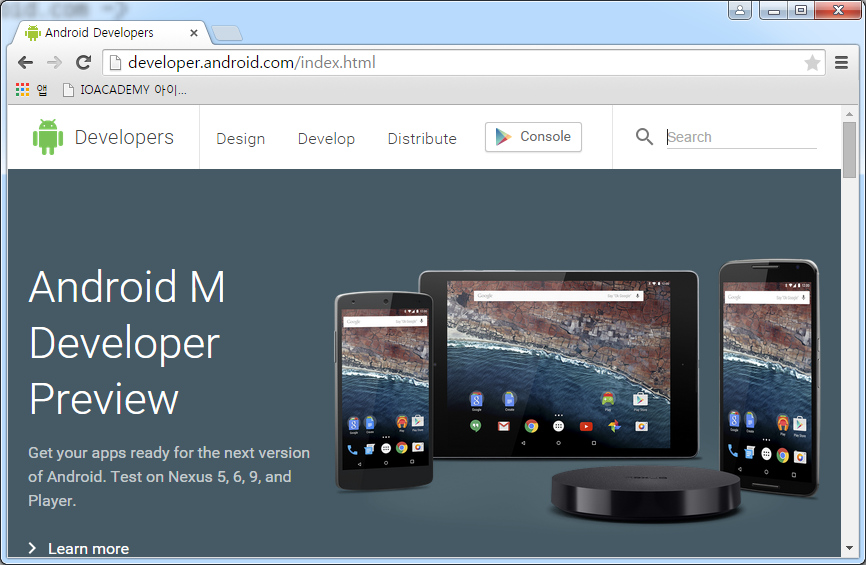 Android Developers
developer.android.com/index.html
앱 IOACADEMY 아이...
Developers Design Develop Distribute Console Search
Android M
Developer
Preview
Get your apps ready for the next version
of Android. Test on Nexus 5, 6, 9, and
Player.
Learn more